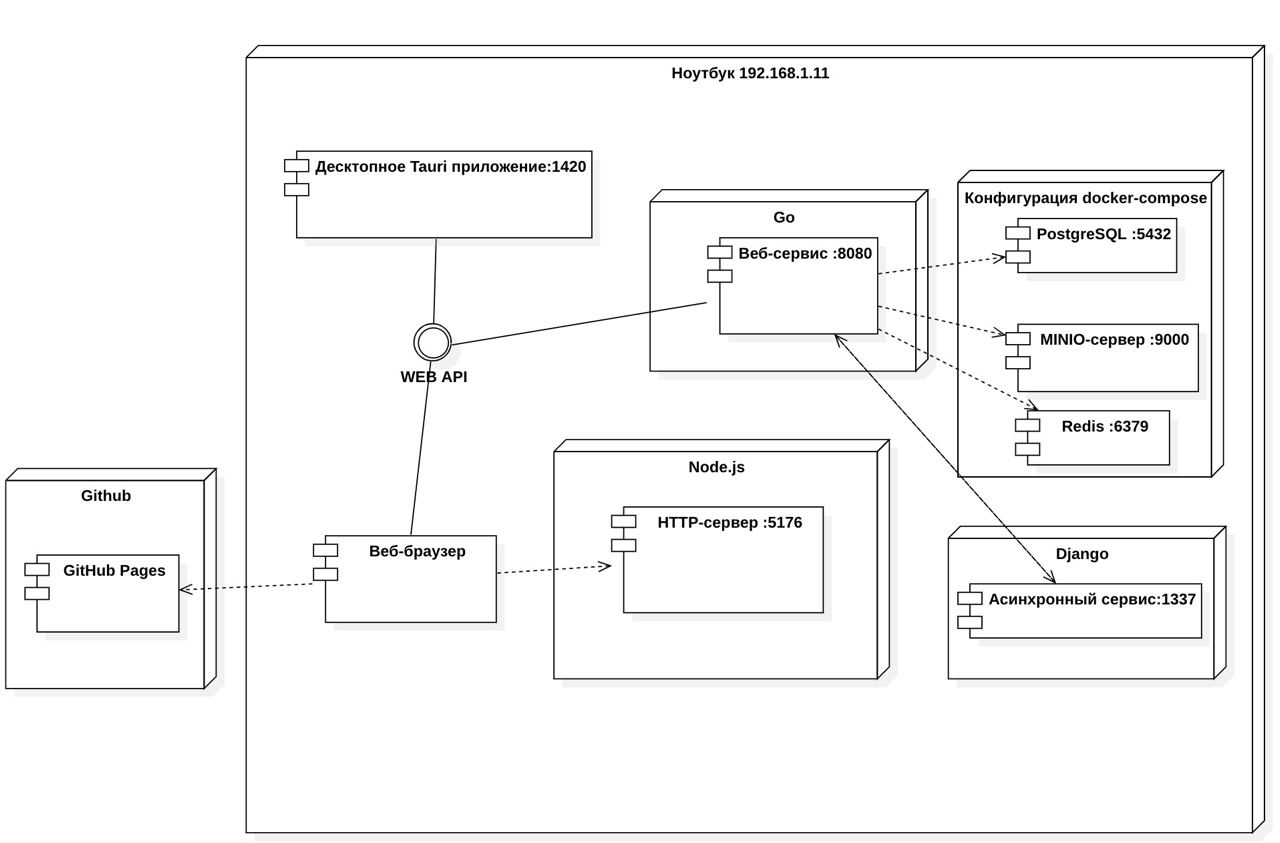 Ноутбук 192.168.1.11
Десктопное Tauri приложение:1420
Go
Веб-сервис :8080
Конфигурация docker-compose
PostgreSQL :5432
MINIO-сервер :9000
Redis :6379
WEB API
Github
GitHub Pages
Веб-браузер
Node.js
HTTP-сервер :5176
Django
Асинхронный сервис:1337